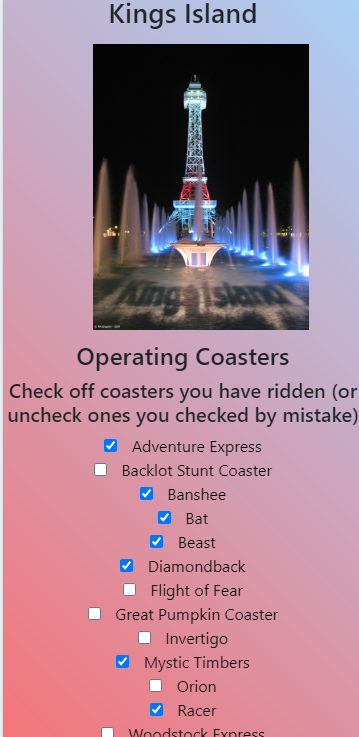 Kings Island
Kings Island
Operating Coasters
Check off coasters you have ridden (or
uncheck ones you checked by mistake)
Adventure Express
Backlot Stunt Coaster
Banshee
Bat
Beast
Diamondback
Flight of Fear
Great Pumpkin Coaster
Invertigo
Mystic Timbers
Orion
Racer
Woodstock Express